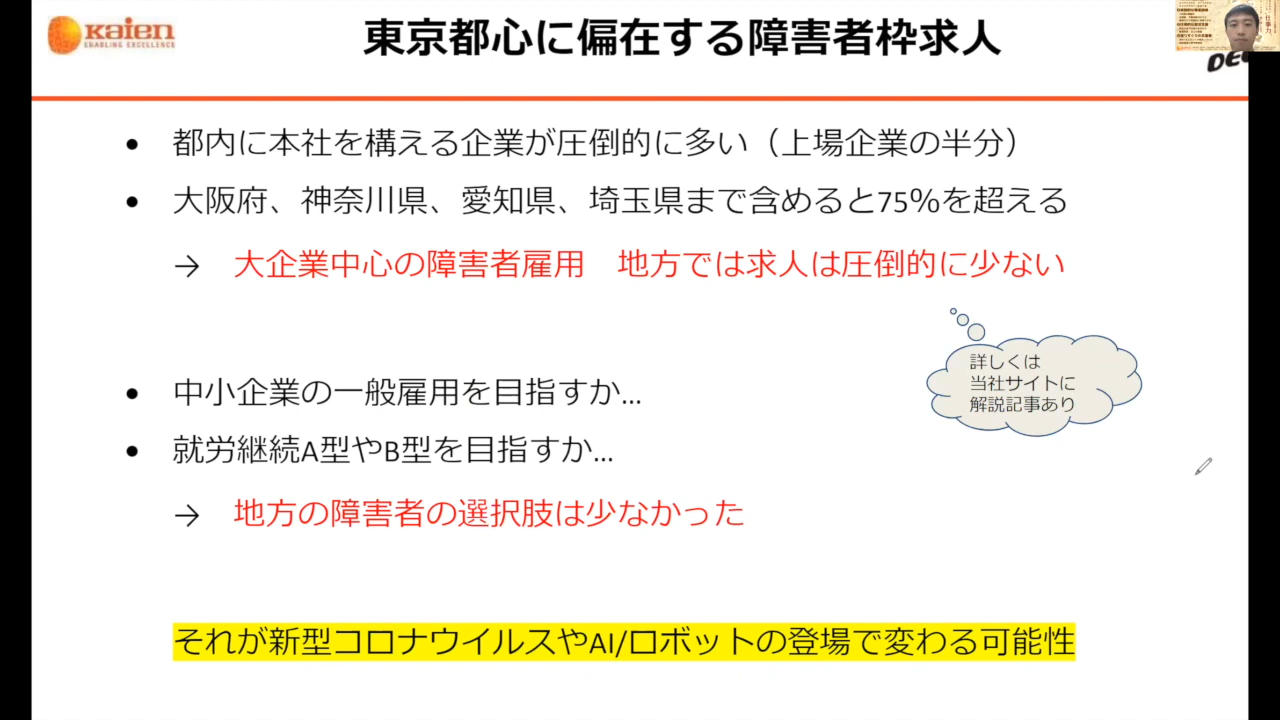 Kaien
ENABLING EXCELLENCE
東京都心に偏在する障害者枠求人
• 都内に本社を構える企業が圧倒的に多い（上場企業の半分）
• 大阪府、神奈川県、愛知県、埼玉県まで含めると75％を超える
→ 大企業中心の障害者雇用　地方では求人は圧倒的に少ない
詳しくは
当社サイトに
解説記事あり
• 中小企業の一般雇用を目指すか…
• 就労継続A型やB型を目指すか…
→ 地方の障害者の選択肢は少なかった
それが新型コロナウイルスやAI/ロボットの登場で変わる可能性